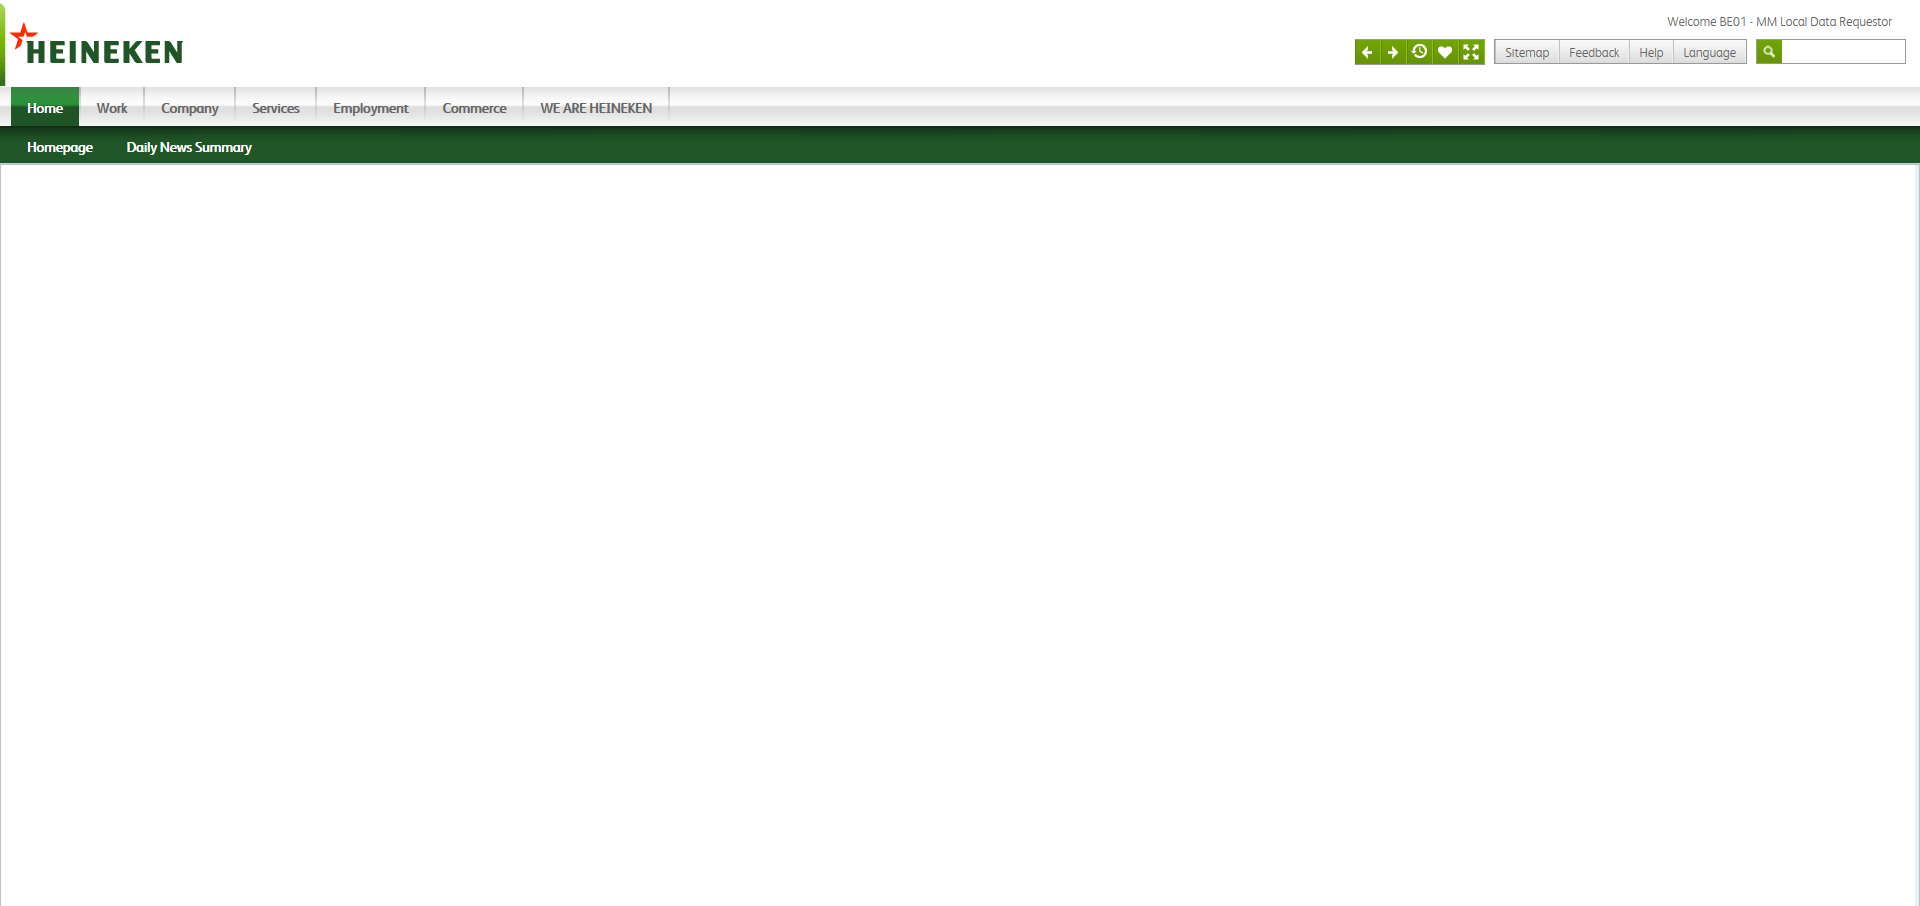 Welcome BE01 - MM Local Data Requestor
HEINEKEN
Sitemap Feedback Help Language
Home Work Company Services Employment Commerce WE ARE HEINEKEN
Homepage Daily News Summary